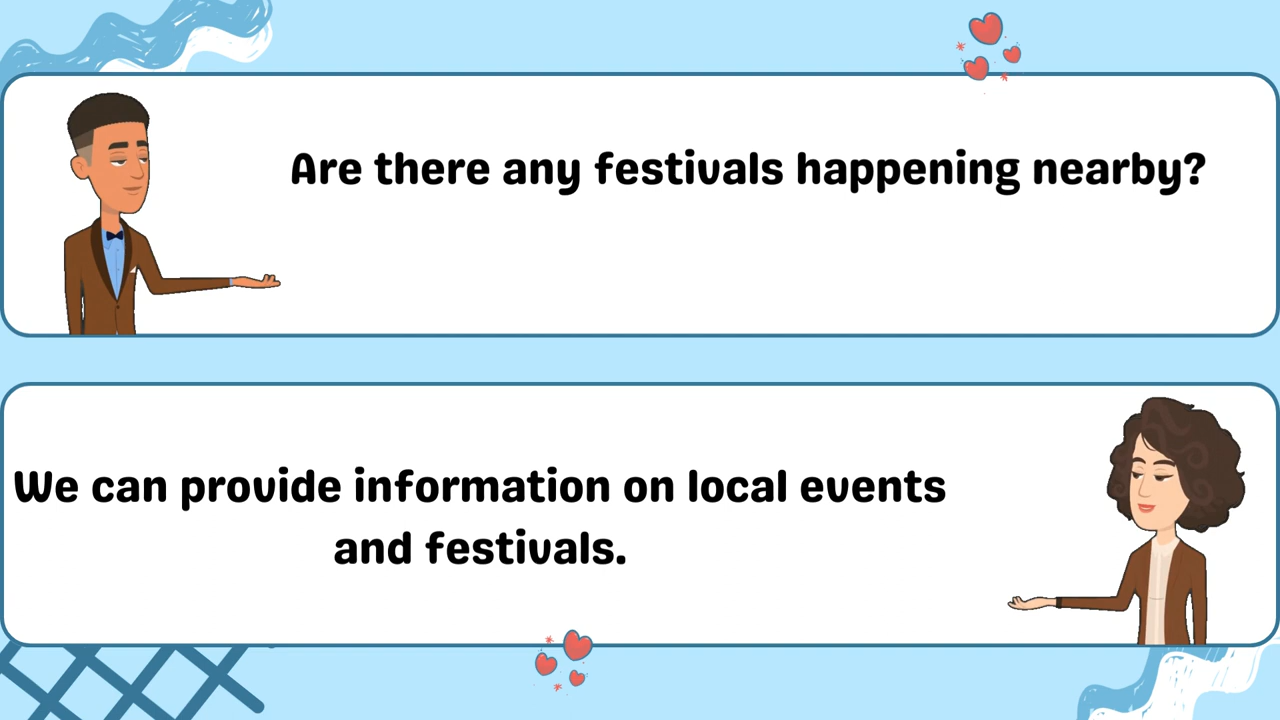 Are there any festivals happening nearby?
We can provide information on local events
and festivals.